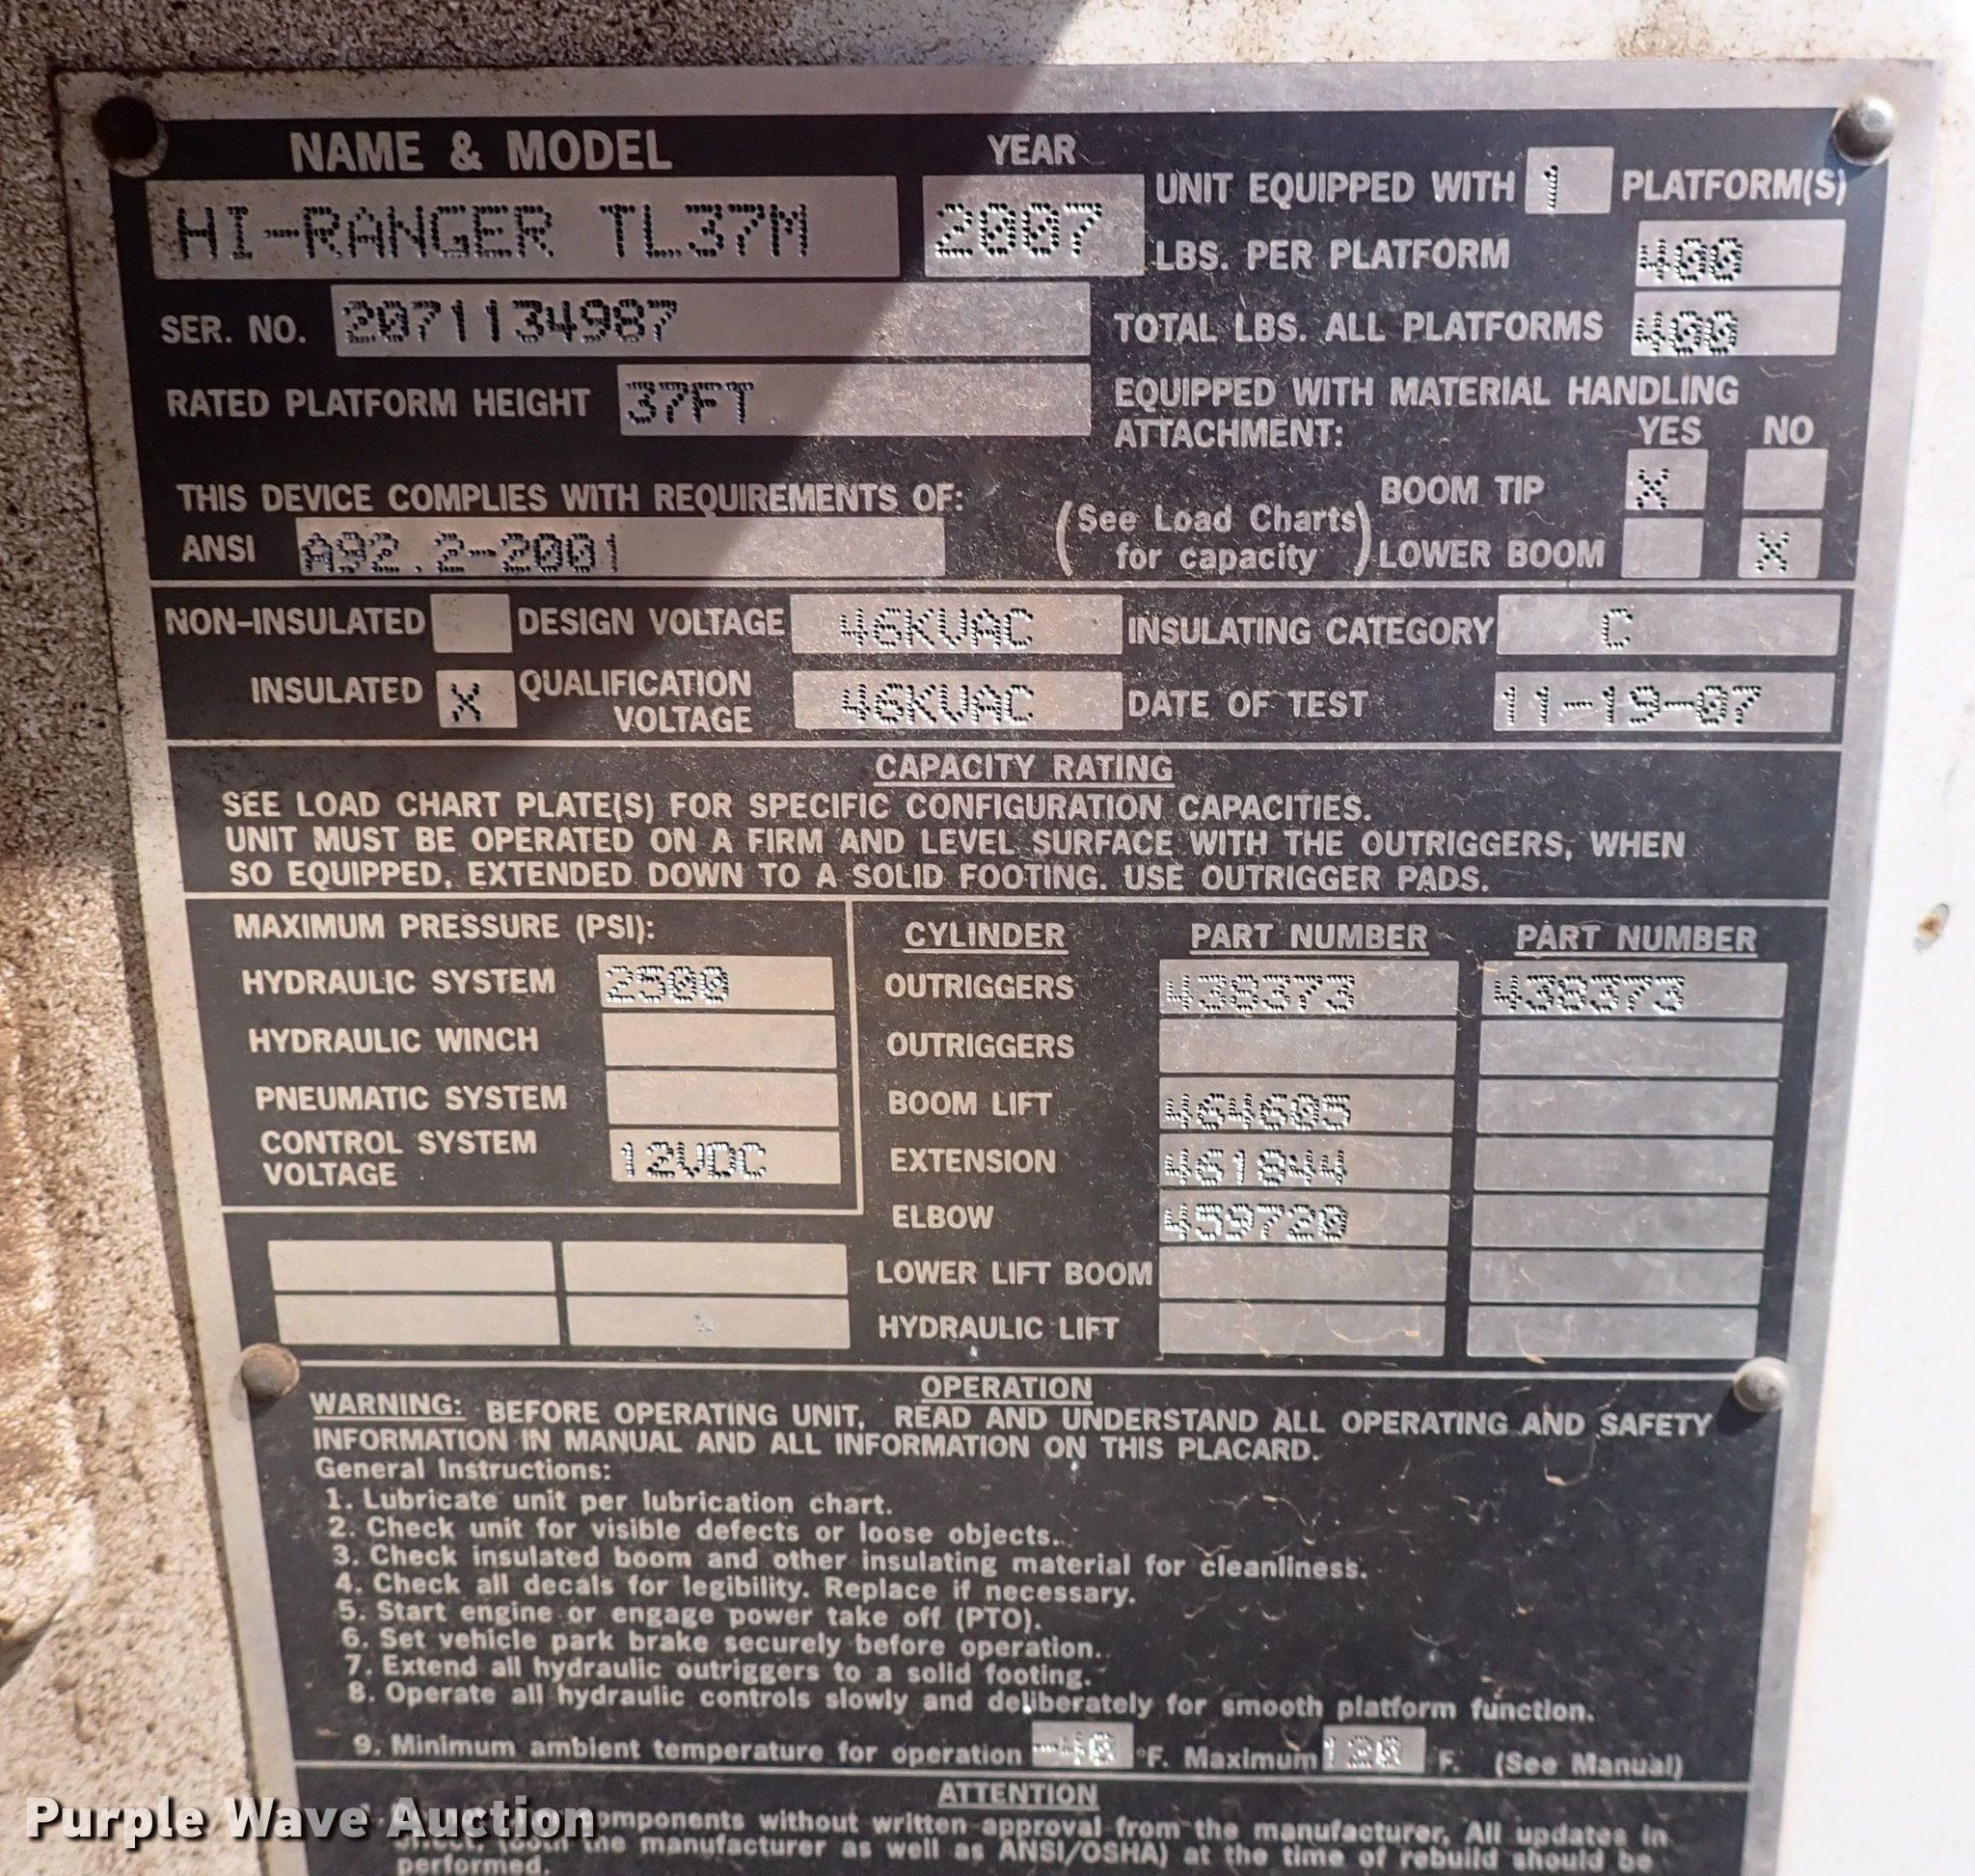 NAME & MODEL YEAR
HI-RANGER TL37M 2007
UNIT EQUIPPED WITH 1 PLATFORM(S)
LBS. PER PLATFORM 400
SER. NO. 2071134987
TOTAL LBS. ALL PLATFORMS 400
RATED PLATFORM HEIGHT 37FT
EQUIPPED WITH MATERIAL HANDLING
ATTACHMENT: YES NO
THIS DEVICE COMPLIES WITH REQUIREMENTS OF:
ANSI A92.2-2001
(See Load Charts
for capacity)
BOOM TIP X
LOWER BOOM X
NON-INSULATED DESIGN VOLTAGE 46KVAC INSULATING CATEGORY C
INSULATED X QUALIFICATION
VOLTAGE 46KVAC DATE OF TEST 11-19-07
CAPACITY RATING
SEE LOAD CHART PLATE(S) FOR SPECIFIC CONFIGURATION CAPACITIES.
UNIT MUST BE OPERATED ON A FIRM AND LEVEL SURFACE WITH THE OUTRIGGERS, WHEN
SO EQUIPPED, EXTENDED DOWN TO A SOLID FOOTING. USE OUTRIGGER PADS.
MAXIMUM PRESSURE (PSI):
HYDRAULIC SYSTEM 2500
HYDRAULIC WINCH
PNEUMATIC SYSTEM
CONTROL SYSTEM
VOLTAGE 12VDC
CYLINDER PART NUMBER PART NUMBER
OUTRIGGERS 438373 438373
OUTRIGGERS
BOOM LIFT 464605
EXTENSION 461844
ELBOW 459720
LOWER LIFT BOOM
HYDRAULIC LIFT
OPERATION
WARNING: BEFORE OPERATING UNIT, READ AND UNDERSTAND ALL OPERATING AND SAFETY
INFORMATION IN MANUAL AND ALL INFORMATION ON THIS PLACARD.
General Instructions:
1. Lubricate unit per lubrication chart.
2. Check unit for visible defects or loose objects.
3. Check insulated boom and other insulating material for cleanliness.
4. Check all decals for legibility. Replace if necessary.
5. Start engine or engage power take off (PTO).
6. Set vehicle park brake securely before operation.
7. Extend all hydraulic outriggers to a solid footing.
8. Operate all hydraulic controls slowly and deliberately for smooth platform function.
9. Minimum ambient temperature for operation -40 °F. Maximum 120 F. (See Manual)
ATTENTION
components without written approval from the manufacturer. All updates in
effect, (both the manufacturer as well as ANSI/OSHA) at the time of rebuild should be
performed.
Purple Wave Auction